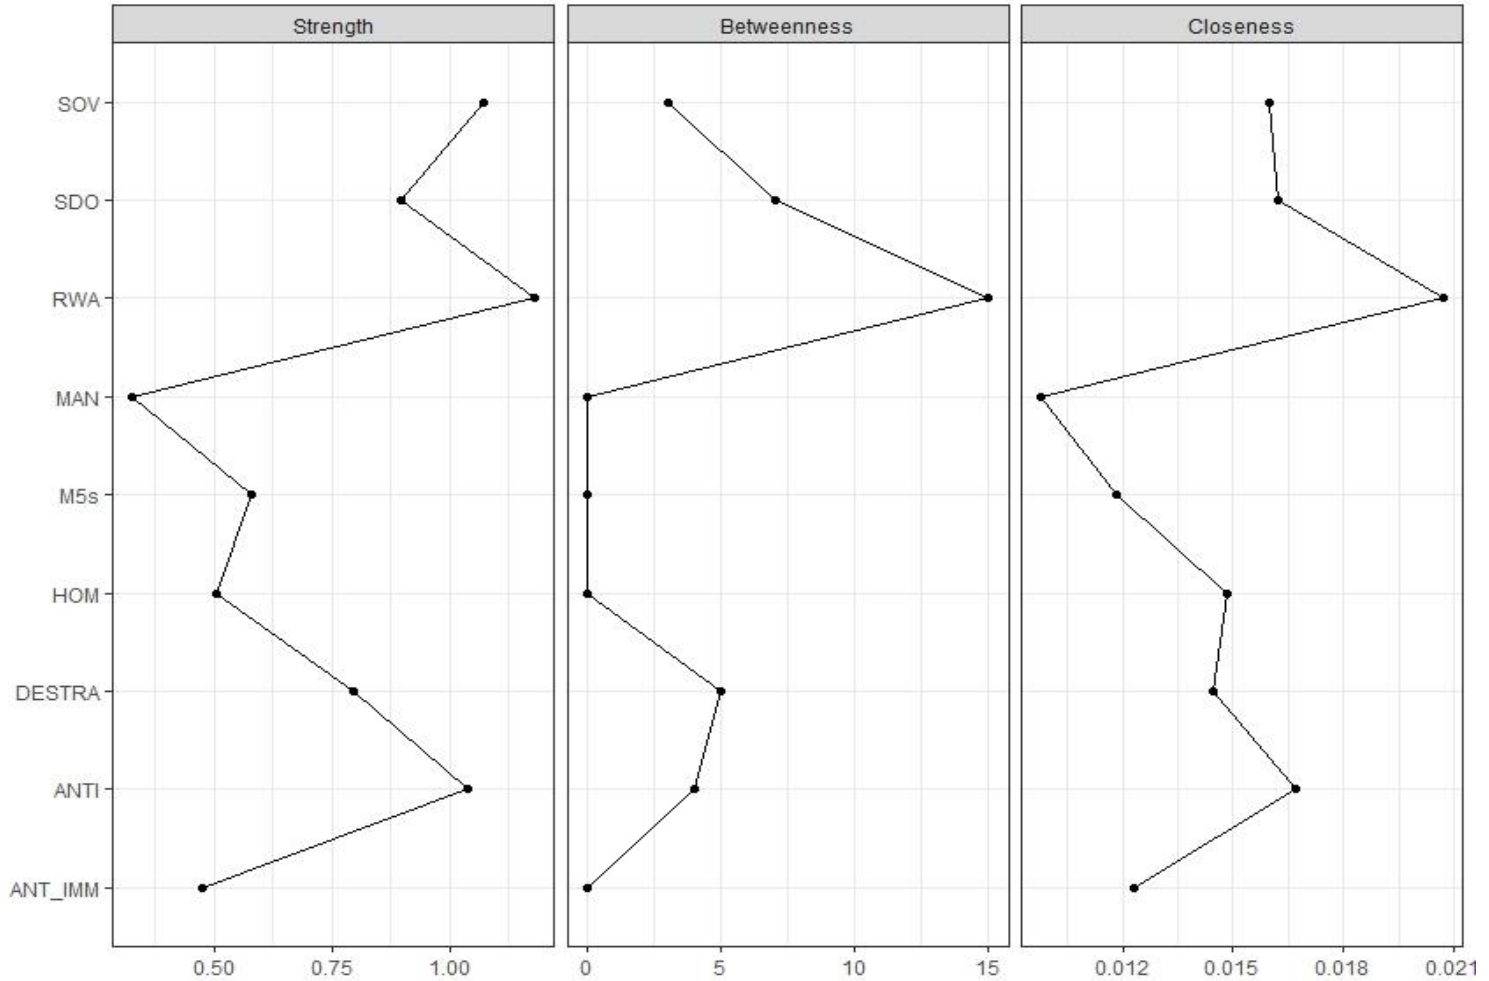 Strength Betweenness Closeness
SOV
SDO
RWA
MAN
M5s
HOM
DESTRA
ANTI
ANT_IMM
0.50 0.75 1.00 0 5 10 15 0.012 0.015 0.018 0.021